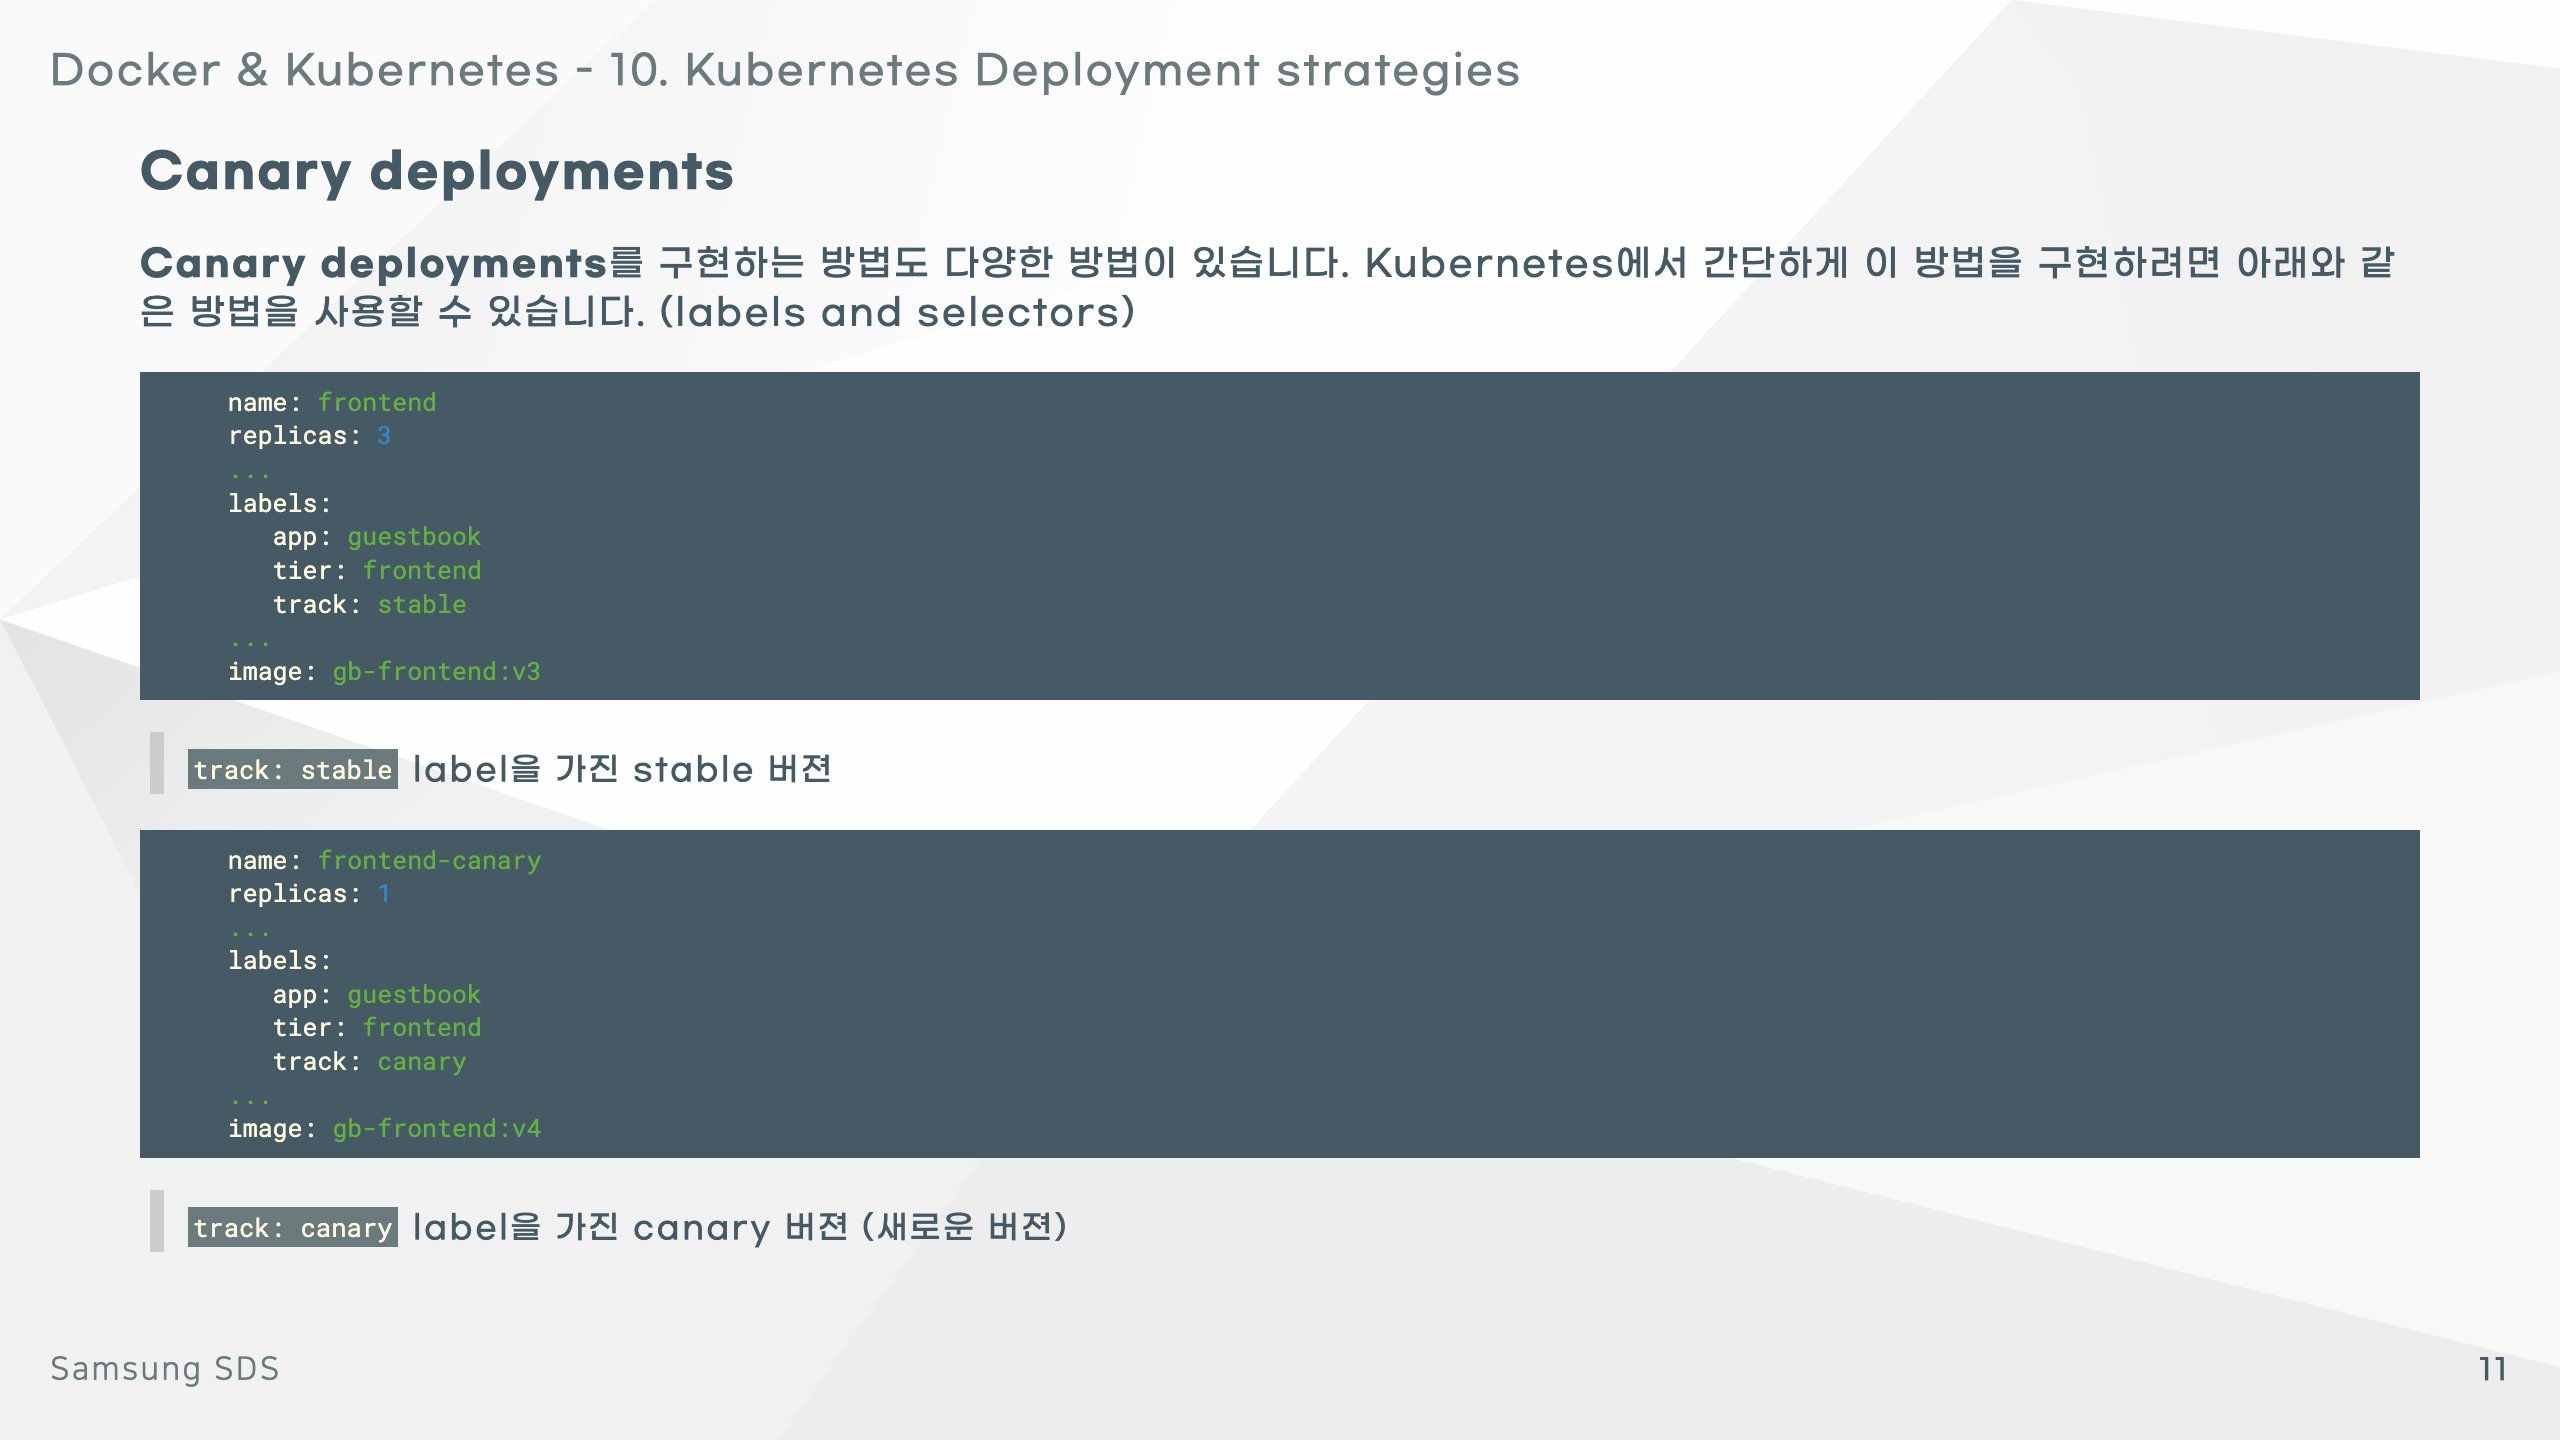 Docker & Kubernetes - 10. Kubernetes Deployment strategies
Canary deployments
Canary deployments를 구현하는 방법도 다양한 방법이 있습니다. Kubernetes에서 간단하게 이 방법을 구현하려면 아래와 같
은 방법을 사용할 수 있습니다. (labels and selectors)
name: frontend
replicas: 3
...
labels:
   app: guestbook
   tier: frontend
   track: stable
...
image: gb-frontend:v3
track: stable label을 가진 stable 버젼
name: frontend-canary
replicas: 1
...
labels:
   app: guestbook
   tier: frontend
   track: canary
...
image: gb-frontend:v4
track: canary label을 가진 canary 버젼 (새로운 버젼)
Samsung SDS
11